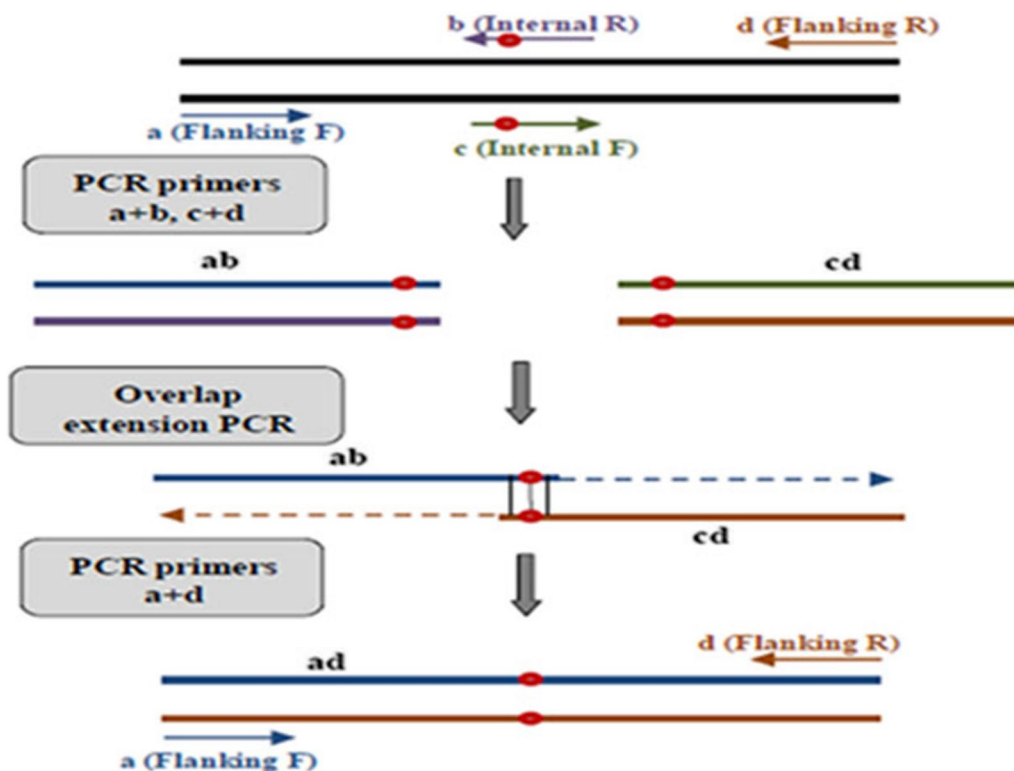 b (Internal R)
d (Flanking R)
a (Flanking F)
c (Internal F)
PCR primers
a+b, c+d
ab
cd
Overlap
extension PCR
ab
cd
PCR primers
a+d
ad
d (Flanking R)
a (Flanking F)